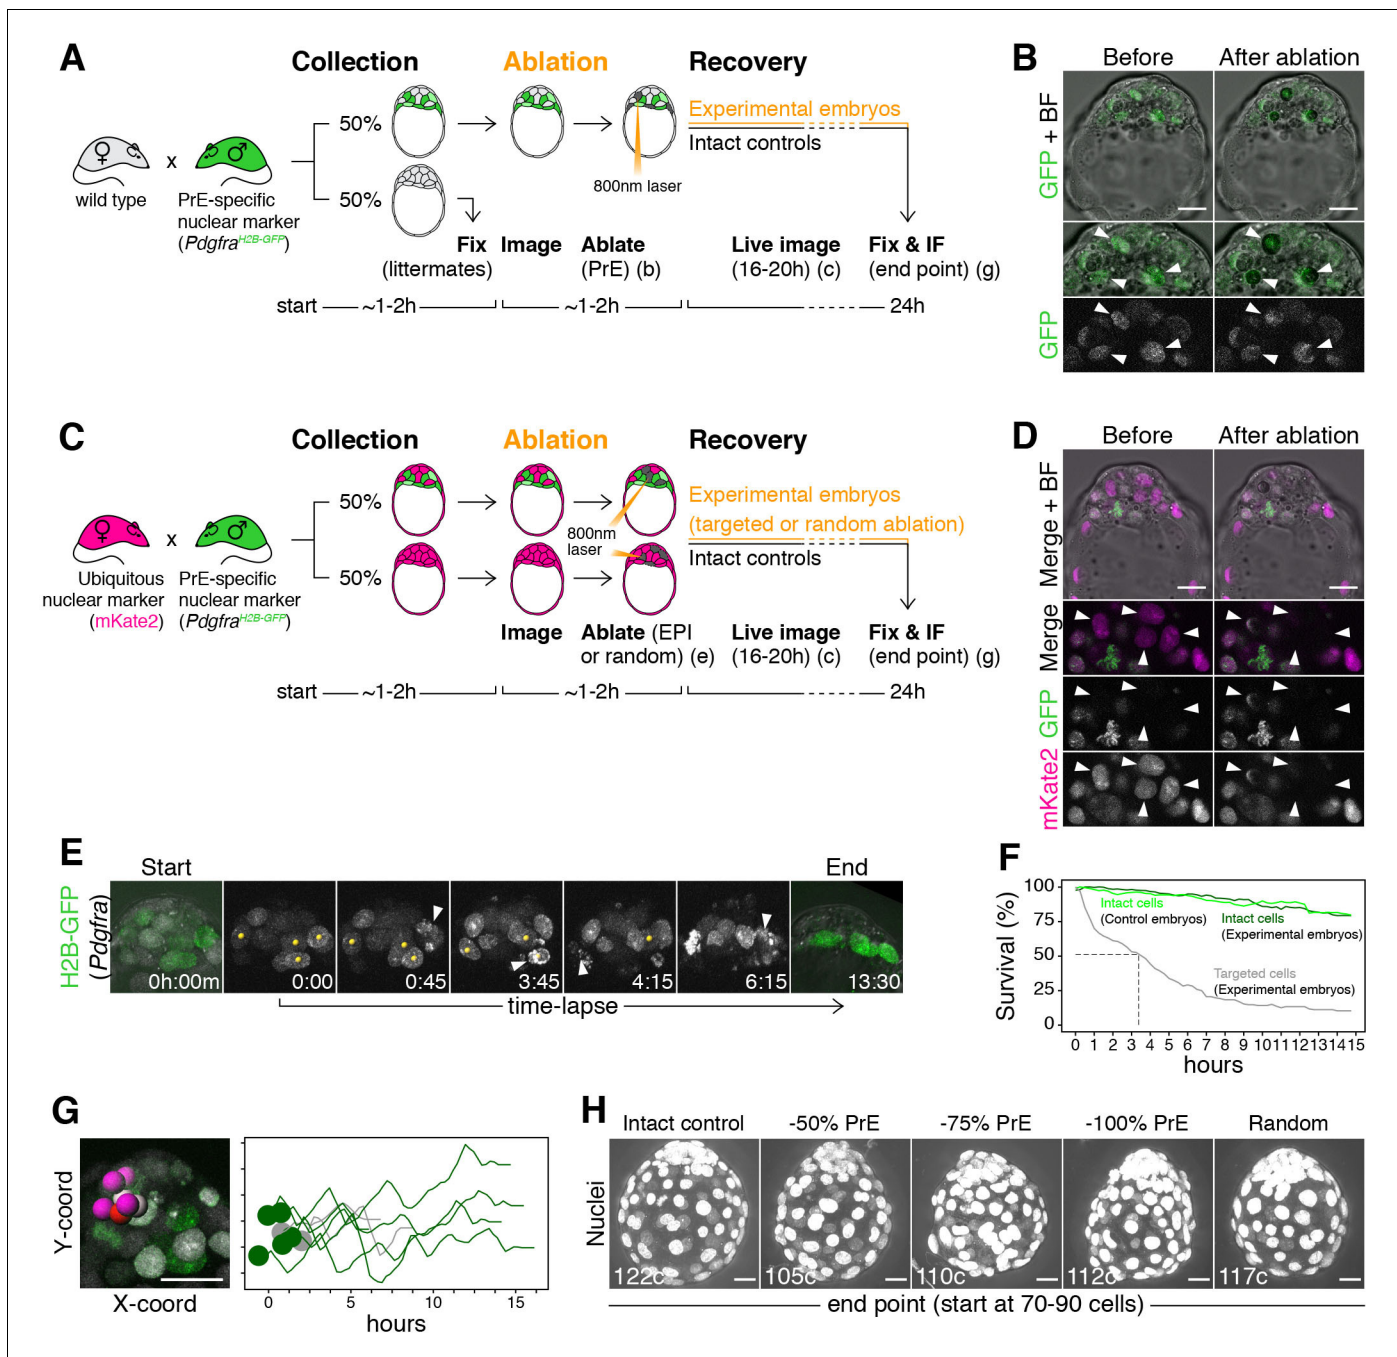 A
Collection
Ablation
Recovery
50%
50%
x
wild type
PrE-specific
nuclear marker
(Pdgfra^H2B-GFP)
800nm laser
Experimental embryos
Intact controls
Fix
(littermates)
Image
Ablate
(PrE) (b)
Live image
(16-20h) (c)
Fix & IF
(end point) (g)
start
~1-2h
~1-2h
24h
B
Before
After ablation
GFP + BF
GFP
C
Collection
Ablation
Recovery
50%
50%
x
Ubiquitous
nuclear marker
(mKate2)
PrE-specific
nuclear marker
(Pdgfra^H2B-GFP)
800nm
laser
Experimental embryos
(targeted or random ablation)
Intact controls
Image
Ablate (EPI
or random) (e)
Live image
(16-20h) (c)
Fix & IF
(end point) (g)
start
~1-2h
~1-2h
24h
D
Before
After ablation
Merge + BF
Merge
GFP
mKate2
E
Start
End
H2B-GFP
(Pdgfra)
0h:00m
0:00
0:45
3:45
4:15
6:15
13:30
time-lapse
F
Survival (%)
100
75
50
25
0
Intact cells
(Control embryos)
Intact cells
(Experimental embryos)
Targeted cells
(Experimental embryos)
0 1 2 3 4 5 6 7 8 9 10 11 12 13 14 15
hours
G
Y-coord
X-coord
0 5 10 15
hours
H
Intact control
-50% PrE
-75% PrE
-100% PrE
Random
Nuclei
122c
105c
110c
112c
117c
end point (start at 70-90 cells)